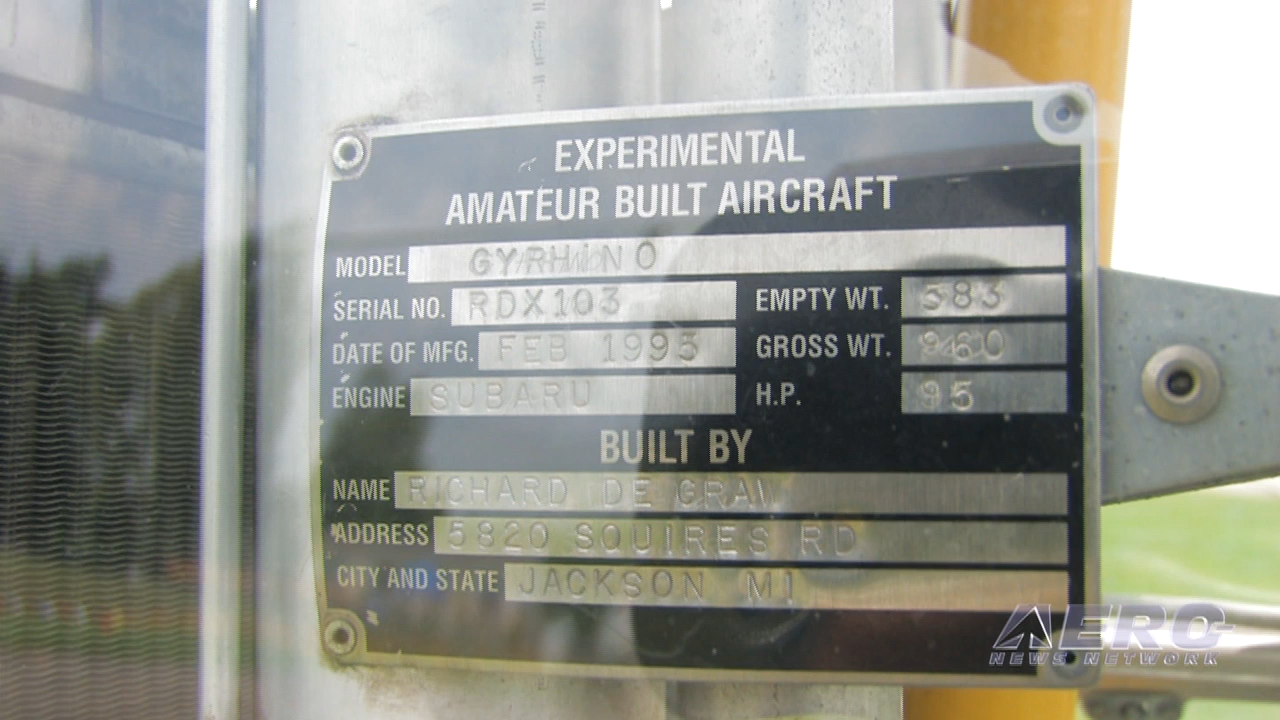 EXPERIMENTAL
AMATEUR BUILT AIRCRAFT
MODEL GYRHINO
SERIAL NO. RDX103 EMPTY WT. 583
DATE OF MFG. FEB 1995 GROSS WT. 960
ENGINE SUBARU H.P. 95
BUILT BY
NAME RICHARD DE GRAW
ADDRESS 5820 SQUIRES RD
CITY AND STATE JACKSON MI
AERO-
NEWS NETWORK